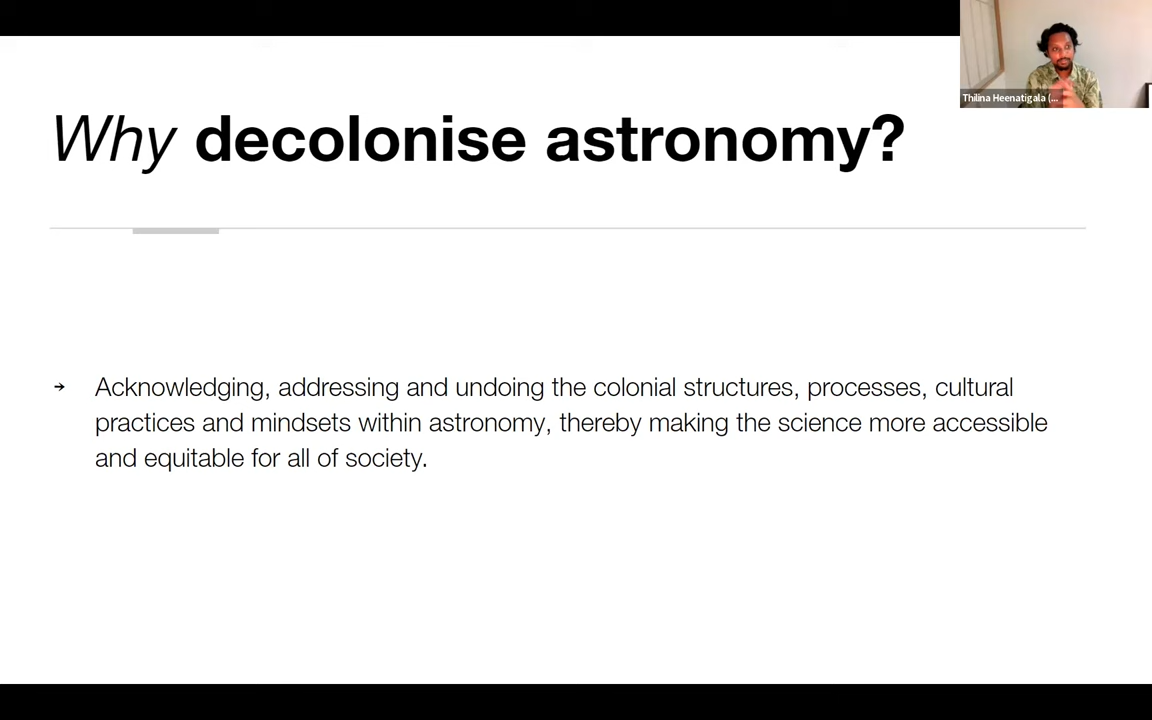 Thilina Heenatigala (...
Why decolonise astronomy?
→ Acknowledging, addressing and undoing the colonial structures, processes, cultural
practices and mindsets within astronomy, thereby making the science more accessible
and equitable for all of society.